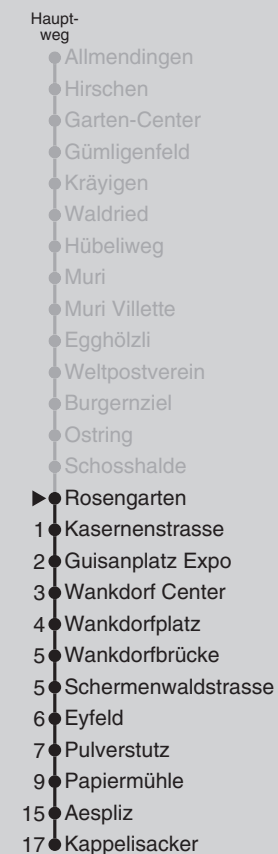 Haupt-
weg
Allmendingen
Hirschen
Garten-Center
Gümligenfeld
Kräyigen
Waldried
Hübeliweg
Muri
Muri Villette
Egghölzli
Weltpostverein
Burgernziel
Ostring
Schosshalde
Rosengarten
1 Kasernenstrasse
2 Guisanplatz Expo
3 Wankdorf Center
4 Wankdorfplatz
5 Wankdorfbrücke
5 Schermenwaldstrasse
6 Eyfeld
7 Pulverstutz
9 Papiermühle
15 Aespliz
17 Kappelisacker